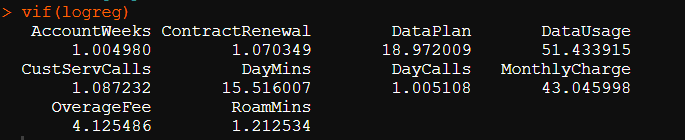 > vif(logreg)
AccountWeeks ContractRenewal DataPlan DataUsage
1.004980 1.070349 18.972009 51.433915
CustServCalls DayMins DayCalls MonthlyCharge
1.087232 15.516007 1.005108 43.045998
OverageFee RoamMins
4.125486 1.212534